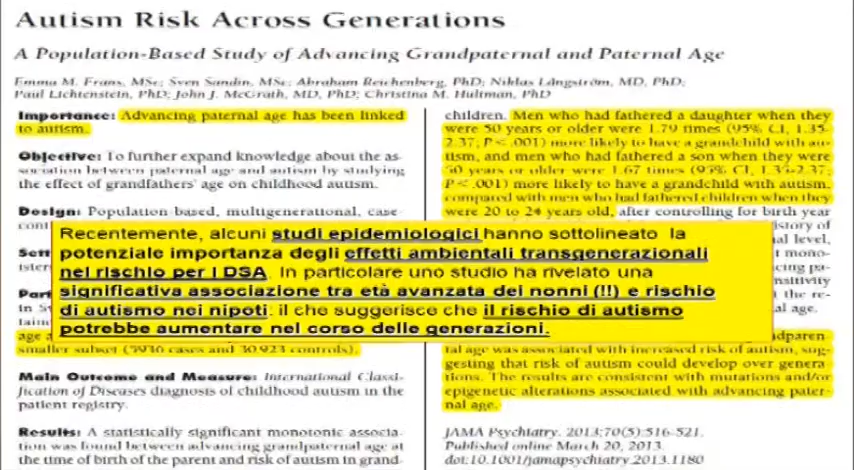 Autism Risk Across Generations
A Population-Based Study of Advancing Grandpaternal and Paternal Age
Emma M. Frans, MSc; Sven Sandin, MSc; Abraham Reichenberg, PhD; Niklas Långström, MD, PhD;
Paul Lichtenstein, PhD; John J. McGrath, MD, PhD; Christina M. Hultman, PhD
Importance: Advancing paternal age has been linked
to autism.
Objective: To further expand knowledge about the as-
sociation between paternal age and autism by studying
the effect of grandfathers' age on childhood autism.
Design: Population-based, multigenerational, case-
smaller subset (5936 cases and 30 923 controls).
Main Outcome and Measure: International Classi-
fication of Diseases diagnosis of childhood autism in the
patient registry.
Results: A statistically significant monotonic associa-
tion was found between advancing grandpaternal age at
the time of birth of the parent and risk of autism in grand-
children. Men who had fathered a daughter when they
were 50 years or older were 1.79 times (95% CI, 1.35-
2.37; P < .001) more likely to have a grandchild with au-
tism, and men who had fathered a son when they were
50 years or older were 1.67 times (95% CI, 1.35-2.37;
P < .001) more likely to have a grandchild with autism,
compared with men who had fathered children when they
were 20 to 24 years old, after controlling for birth year
Recentemente, alcuni studi epidemiologici hanno sottolineato la
potenziale importanza degli effetti ambientali transgenerazionali
nel rischio per I DSA. In particolare uno studio ha rivelato una
significativa associazione tra età avanzata dei nonni (!!) e rischio
di autismo nei nipoti: il che suggerisce che il rischio di autismo
potrebbe aumentare nel corso delle generazioni.
tal age was associated with increased risk of autism, sug-
gesting that risk of autism could develop over genera-
tions. The results are consistent with mutations and/or
epigenetic alterations associated with advancing pater-
nal age.
JAMA Psychiatry. 2013;70(5):516-521.
Published online March 20, 2013.
doi:10.1001/jamapsychiatry.2013.1180